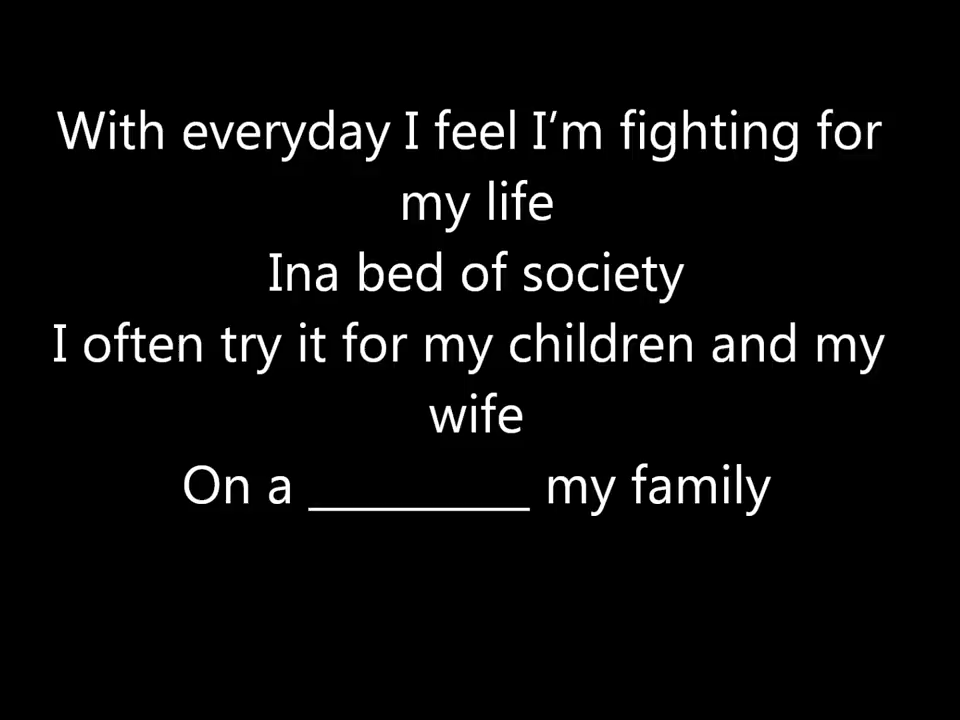 With everyday I feel I’m fighting for
my life
Ina bed of society
I often try it for my children and my
wife
On a _________ my family